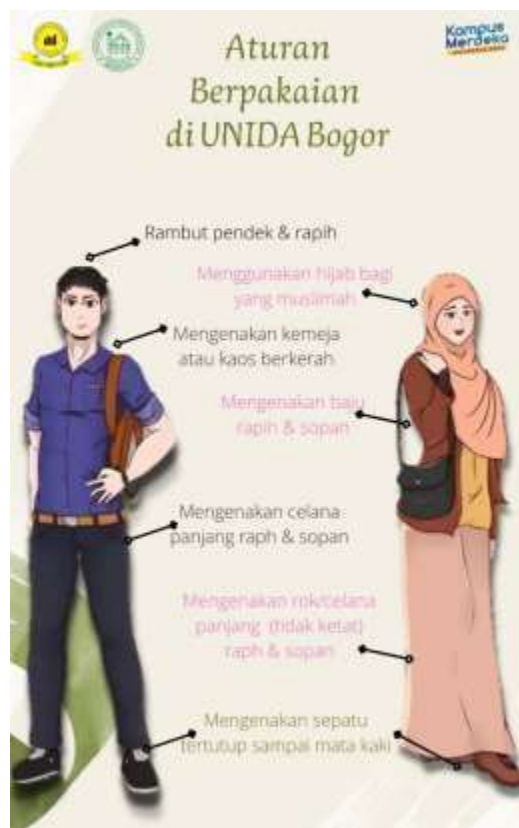 Kampus
Merdeka
Aturan
Berpakaian
di UNIDA Bogor
Rambut pendek & rapih
Menggunakan hijab bagi
yang muslimah
Mengenakan kemeja
atau kaos berkerah
Mengenakan baju
rapih & sopan
Mengenakan celana
panjang raph & sopan
Mengenakan rok/celana
panjang (tidak ketat)
raph & sopan
Mengenakan sepatu
tertutup sampai mata kaki